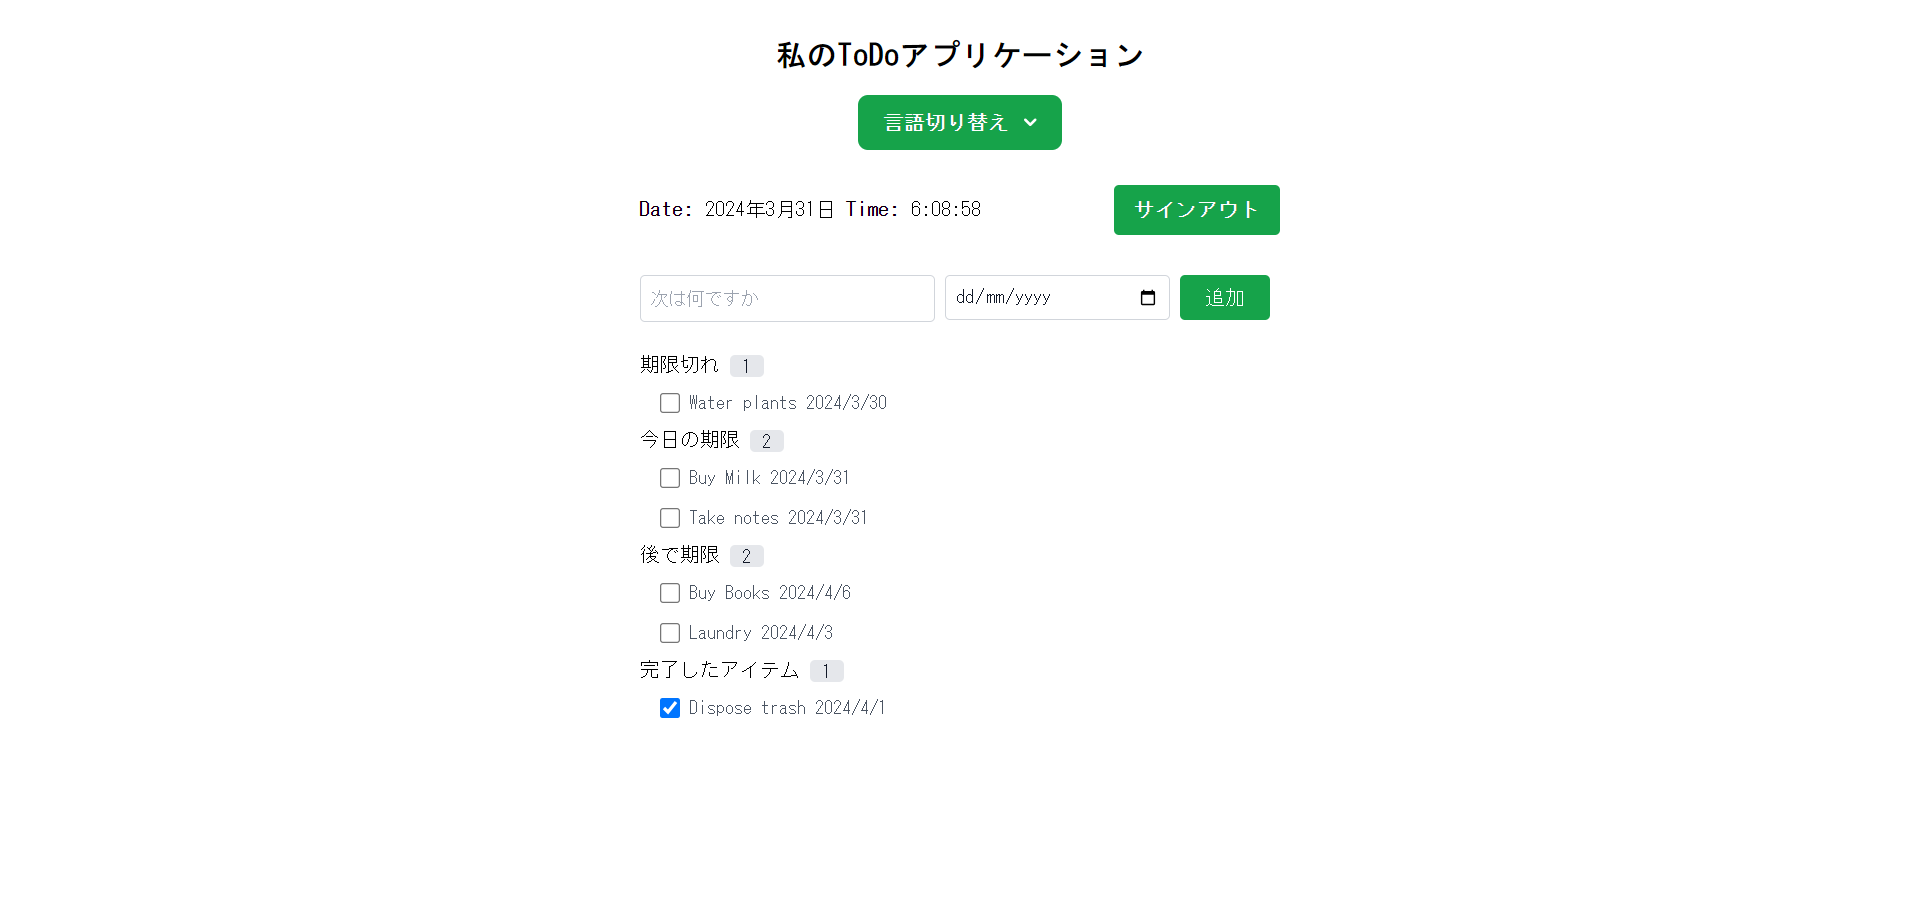 私のToDoアプリケーション
言語切り替え
Date: 2024年3月31日 Time: 6:08:58
サインアウト
次は何ですか
dd/mm/yyyy
追加
期限切れ 1
Water plants 2024/3/30
今日の期限 2
Buy Milk 2024/3/31
Take notes 2024/3/31
後で期限 2
Buy Books 2024/4/6
Laundry 2024/4/3
完了したアイテム 1
Dispose trash 2024/4/1